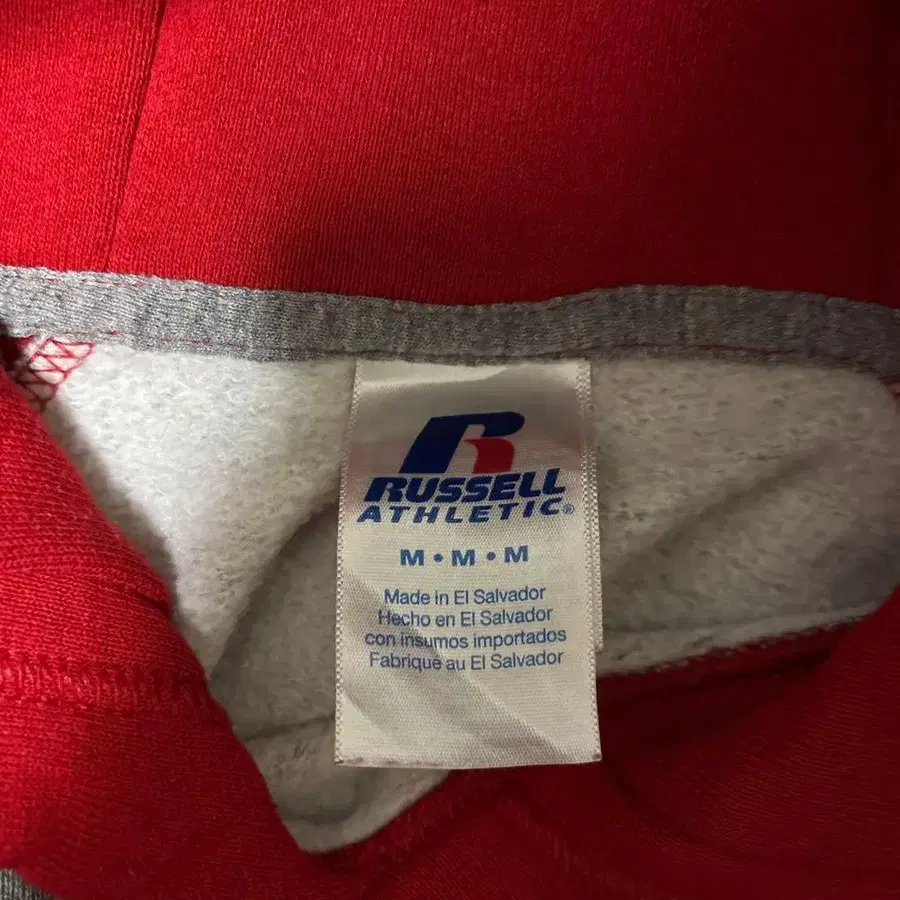 RUSSELL
ATHLETIC®
M • M • M
Made in El Salvador
Hecho en El Salvador
con insumos importados
Fabriqué au El Salvador